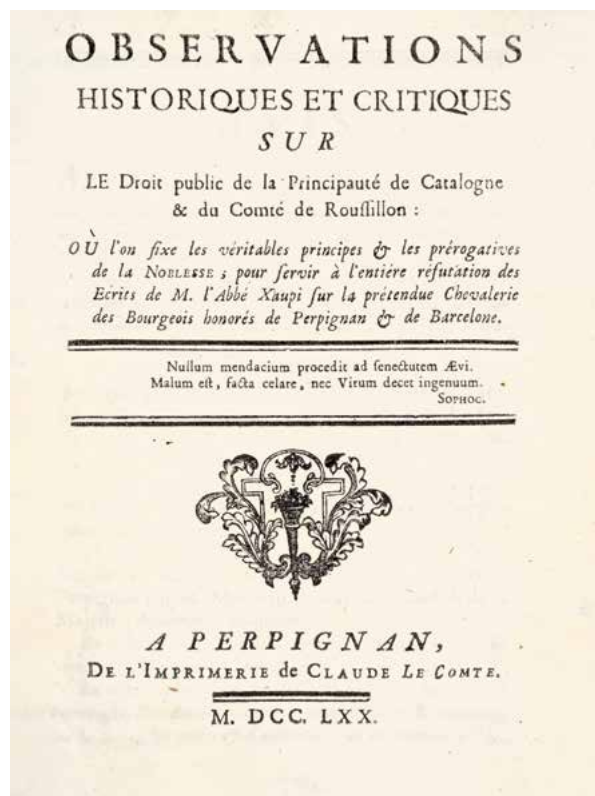 OBSERVATIONS
HISTORIQUES ET CRITIQUES
SUR
LE Droit public de la Principauté de Catalogne
& du Comté de Rouſſillon :
OÙ l'on fixe les véritables principes & les prérogatives
de la NOBLESSE ; pour ſervir à l'entiére réfutation des
Ecrits de M. l'Abbé Xaupi ſur la prétendue Chevalerie
des Bourgeois honorés de Perpignan & de Barcelone.
Nullum mendacium procedit ad ſenectutem Ævi.
Malum eſt, facta celare, nec Virum decet ingenuum.
SOPHOC.
A PERPIGNAN,
DE L'IMPRIMERIE de CLAUDE LE COMTE.
M. DCC. LXX.